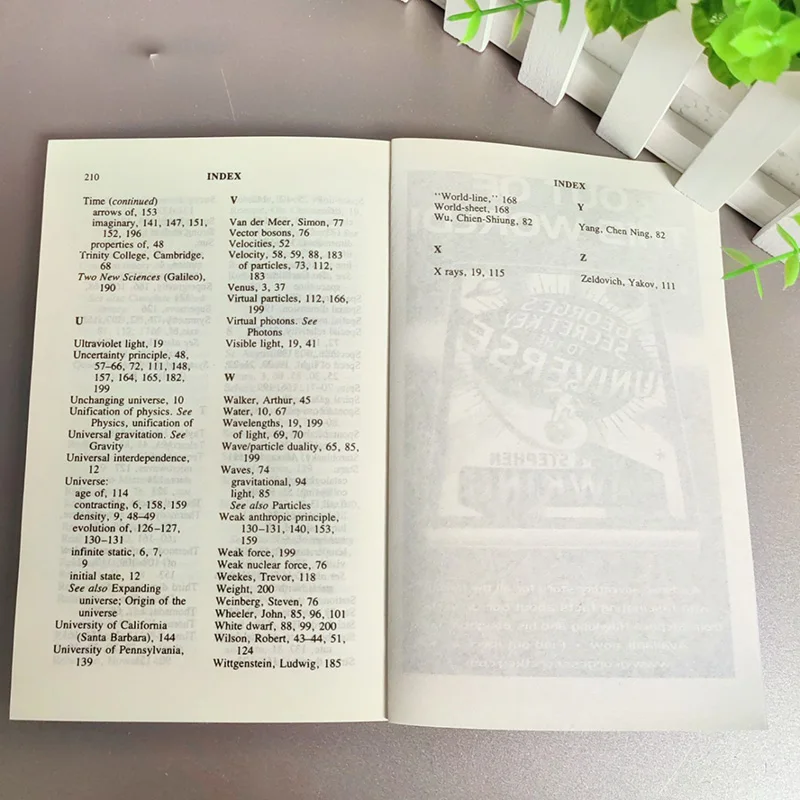 210
INDEX
Time (continued)
arrows of, 153
imaginary, 141, 147, 151,
152, 196
properties of, 48
Trinity College, Cambridge,
68
Two New Sciences (Galileo),
190
U
Ultraviolet light, 19
Uncertainty principle, 48,
57–66, 72, 111, 148,
157, 164, 165, 182,
199
Unchanging universe, 10
Unification of physics. See
Physics, unification of
Universal gravitation. See
Gravity
Universal interdependence,
12
Universe:
age of, 114
contracting, 6, 158, 159
density, 9, 48–49
evolution of, 126–127,
130–131
infinite static, 6, 7,
9
initial state, 12
See also Expanding
universe; Origin of the
universe
University of California
(Santa Barbara), 144
University of Pennsylvania,
139
V
Van der Meer, Simon, 77
Vector bosons, 76
Velocities, 52
Velocity, 58, 59, 88, 183
of particles, 73, 112,
183
Venus, 3, 37
Virtual particles, 112, 166,
199
Virtual photons. See
Photons
Visible light, 19, 41
W
Walker, Arthur, 45
Water, 10, 67
Wavelengths, 19, 199
of light, 69, 70
Wave/particle duality, 65, 85,
199
Waves, 74
gravitational, 94
light, 85
See also Particles
Weak anthropic principle,
130–131, 140, 153,
159
Weak force, 199
Weak nuclear force, 76
Weekes, Trevor, 118
Weight, 200
Weinberg, Steven, 76
Wheeler, John, 85, 96, 101
White dwarf, 88, 99, 200
Wilson, Robert, 43–44, 51,
124
Wittgenstein, Ludwig, 185
INDEX
"World-line," 168
World-sheet, 168
Wu, Chien-Shiung, 82
X
X rays, 19, 115
Y
Yang, Chen Ning, 82
Z
Zeldovich, Yakov, 111
SECRET
UNIVERSE
STEPHEN